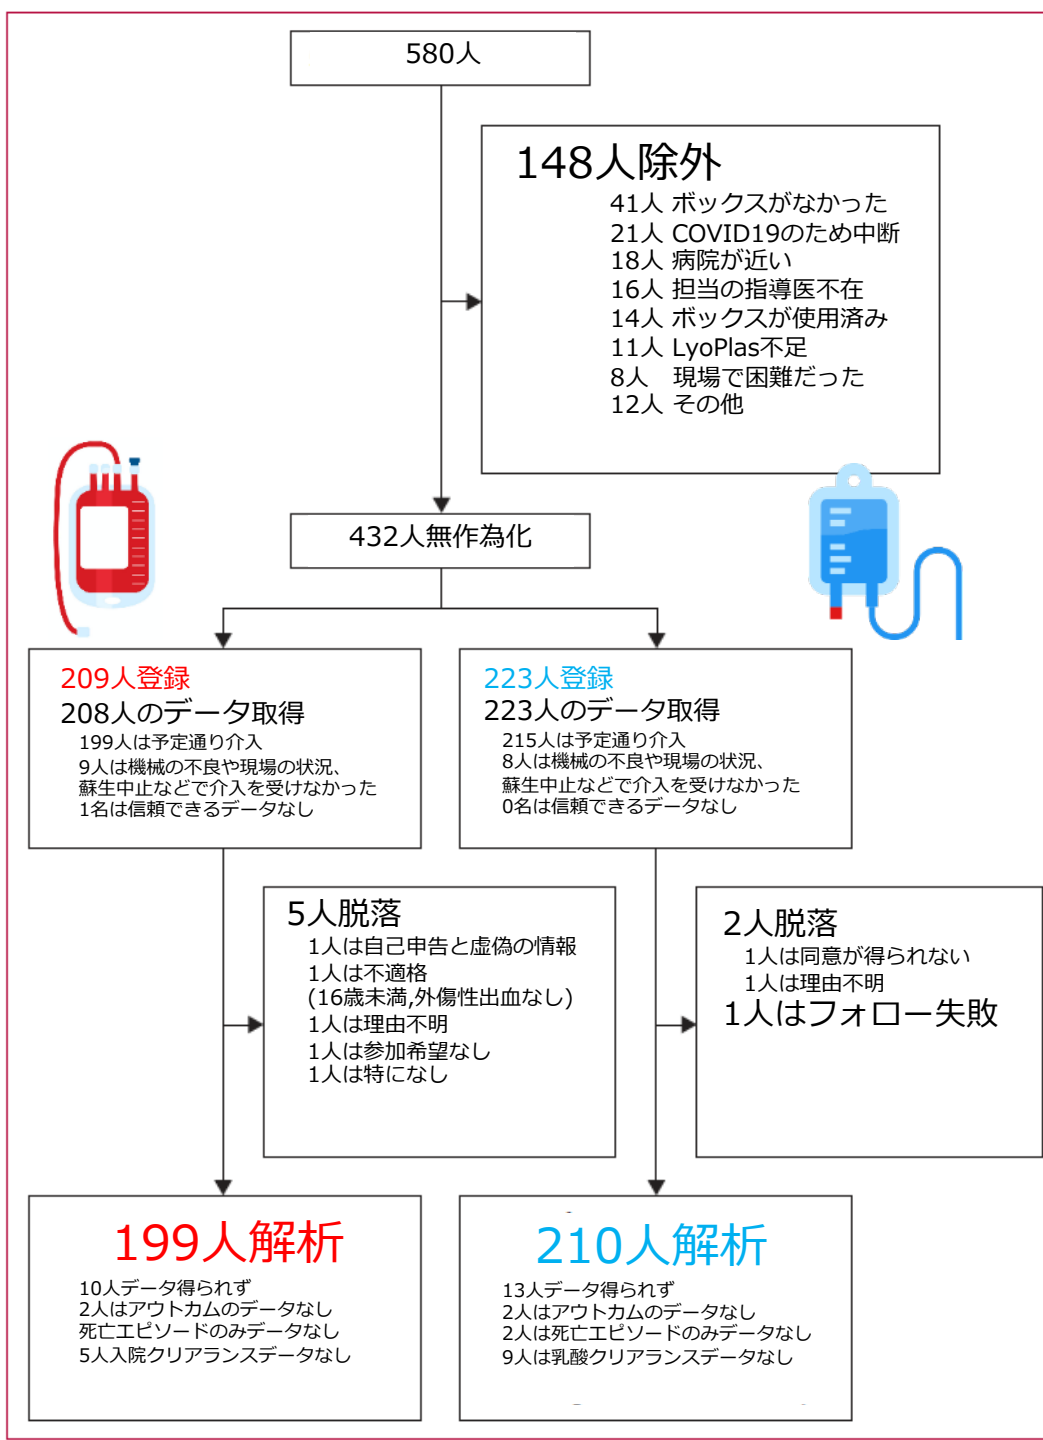 580人
148人除外
41人 ボックスがなかった
21人 COVID19のため中断
18人 病院が近い
16人 担当の指導医不在
14人 ボックスが使用済み
11人 LyoPlas不足
8人　現場で困難だった
12人 その他
432人無作為化
209人登録
208人のデータ取得
199人は予定通り介入
9人は機械の不良や現場の状況、
蘇生中止などで介入を受けなかった
1名は信頼できるデータなし
223人登録
223人のデータ取得
215人は予定通り介入
8人は機械の不良や現場の状況、
蘇生中止などで介入を受けなかった
0名は信頼できるデータなし
5人脱落
1人は自己申告と虚偽の情報
1人は不適格
(16歳未満,外傷性出血なし)
1人は理由不明
1人は参加希望なし
1人は特になし
2人脱落
1人は同意が得られない
1人は理由不明
1人はフォロー失敗
199人解析
10人データ得られず
2人はアウトカムのデータなし
死亡エピソードのみデータなし
5人入院クリアランスデータなし
210人解析
13人データ得られず
2人はアウトカムのデータなし
2人は死亡エピソードのみデータなし
9人は乳酸クリアランスデータなし